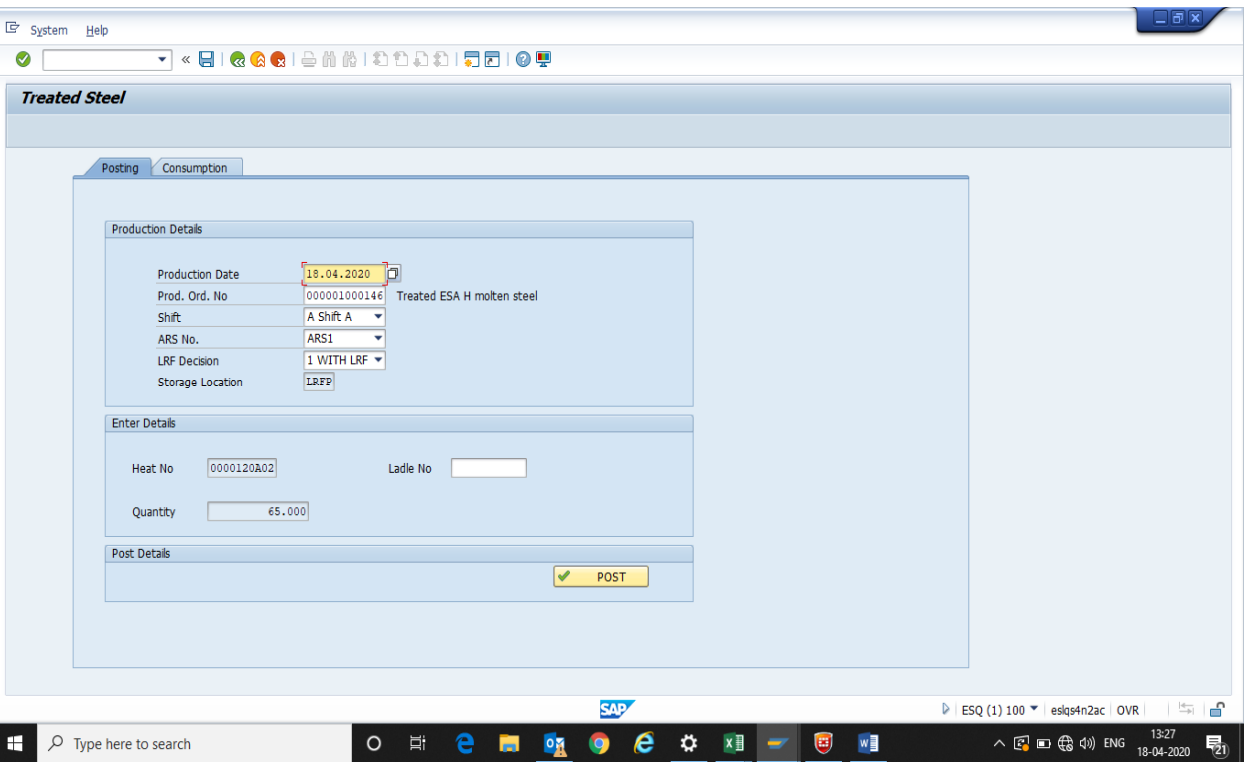 System Help
Treated Steel
Posting Consumption
Production Details
Production Date 18.04.2020
Prod. Ord. No 000001000146 Treated ESA H molten steel
Shift A Shift A
ARS No. ARS1
LRF Decision 1 WITH LRF
Storage Location LRFP
Enter Details
Heat No 0000120A02 Ladle No
Quantity 65.000
Post Details
POST
SAP
ESQ (1) 100 eslqs4n2ac OVR
Type here to search
ENG
13:27
18-04-2020
21